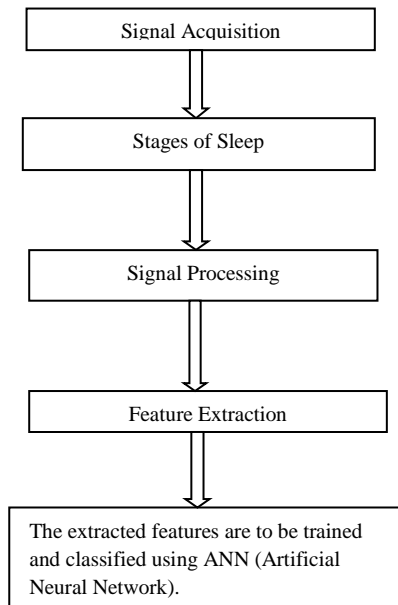 Signal Acquisition
Stages of Sleep
Signal Processing
Feature Extraction
The extracted features are to be trained
and classified using ANN (Artificial
Neural Network).